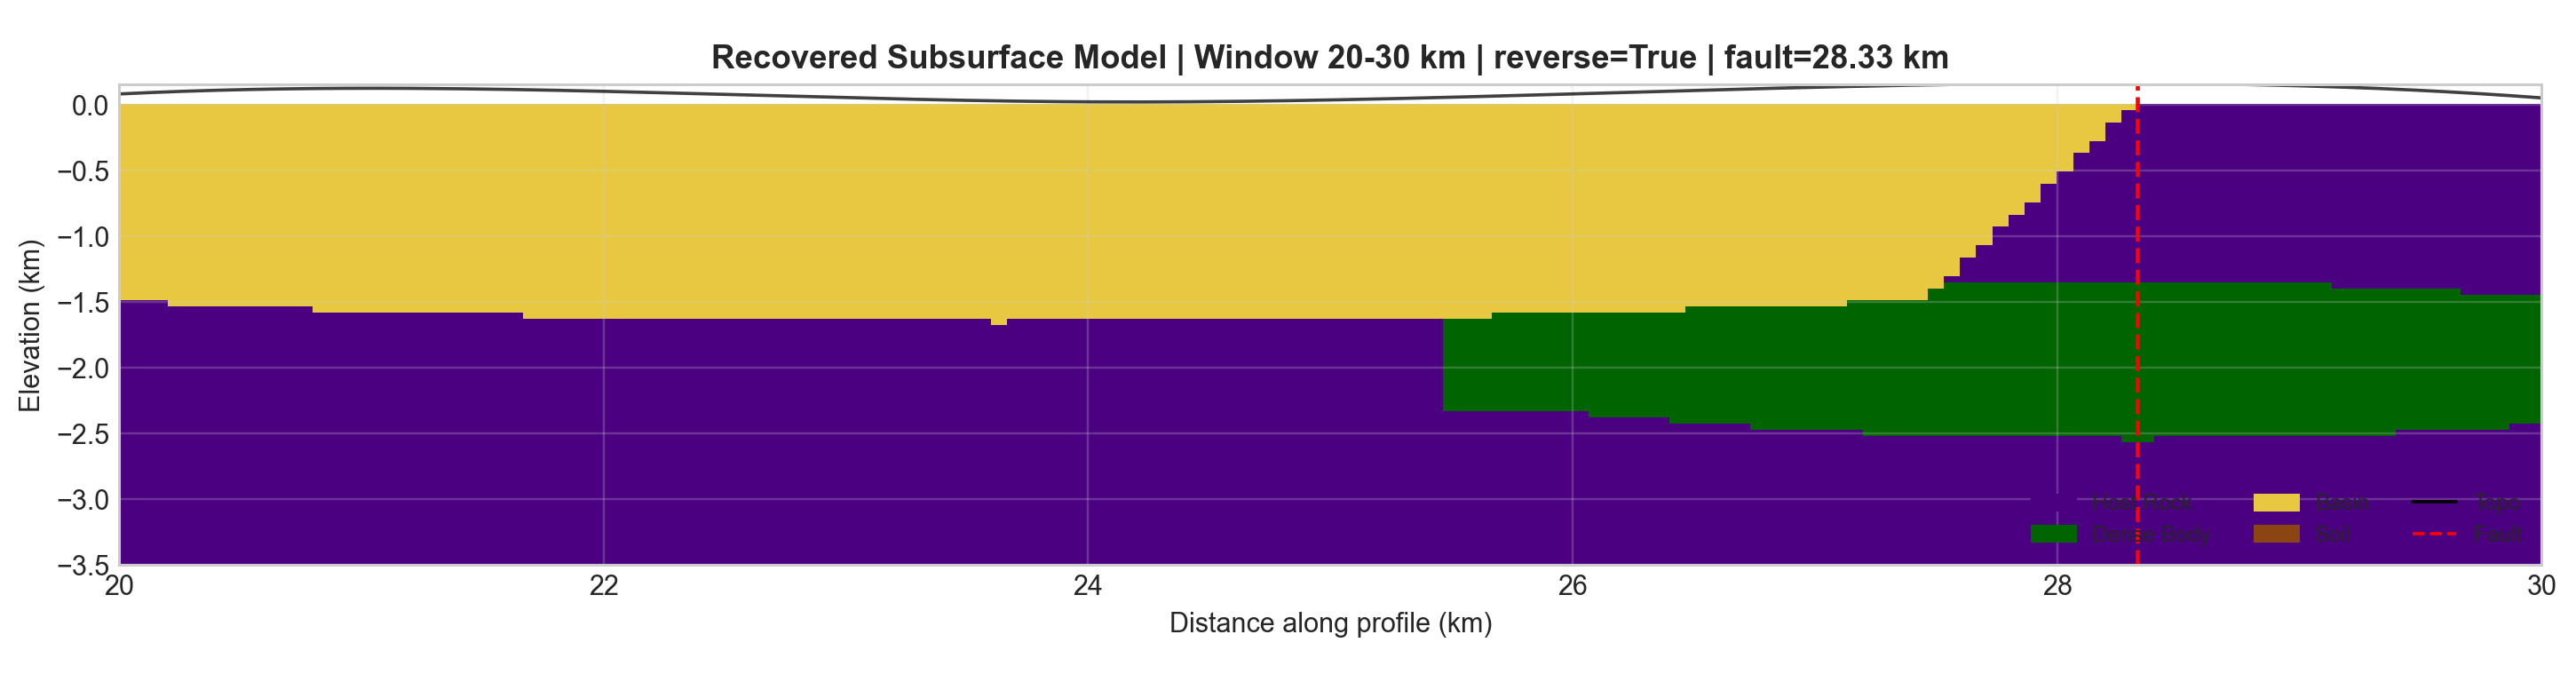 Recovered Subsurface Model | Window 20-30 km | reverse=True | fault=28.33 km
Elevation (km)
0.0
−0.5
−1.0
−1.5
−2.0
−2.5
−3.0
−3.5
Host Rock
Basin
Topo
Dense Body
Soil
Fault
20
22
24
26
28
30
Distance along profile (km)